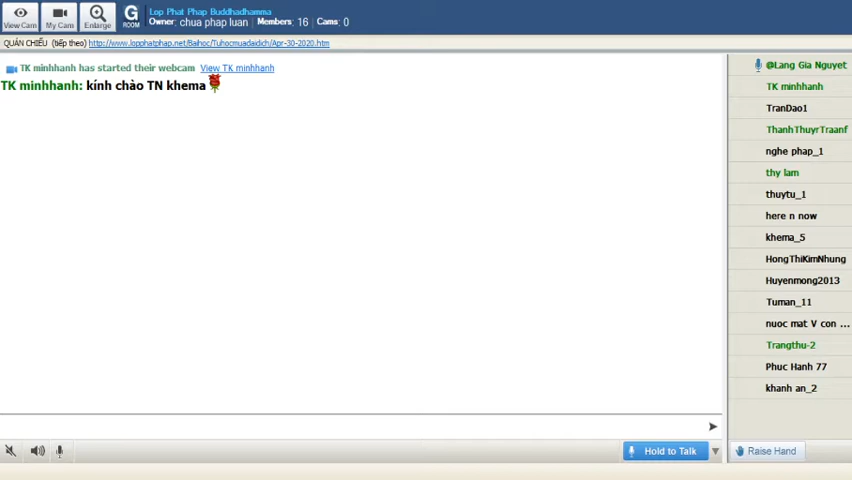 Lop Phat Phap Buddhadhamma
Owner: chua phap luan Members: 16 Cams: 0
View Cam My Cam Enlarge G ROOM
QUÁN CHIẾU (tiếp theo) http://www.lopphatphap.net/Baihoc/Tuhocmuadaidich/Apr-30-2020.htm
TK minhhanh has started their webcam View TK minhhanh
TK minhhanh: kính chào TN khema
@Lang Gia Nguyet
TK minhhanh
TranDao1
ThanhThuyrTraanf
nghe phap_1
thy lam
thuytu_1
here n now
khema_5
HongThiKimNhung
Huyenmong2013
Tuman_11
nuoc mat V con ...
Trangthu-2
Phuc Hanh 77
khanh an_2
Hold to Talk
Raise Hand